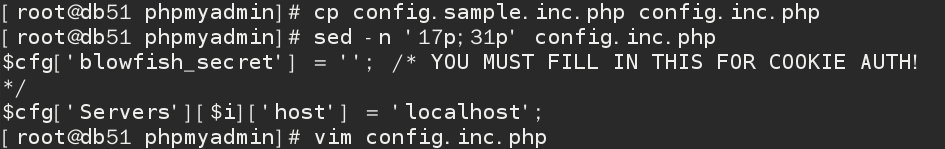 [root@db51 phpmyadmin]# cp config.sample.inc.php config.inc.php
[root@db51 phpmyadmin]# sed -n '17p;31p' config.inc.php
$cfg['blowfish_secret'] = ''; /* YOU MUST FILL IN THIS FOR COOKIE AUTH!
*/
$cfg['Servers'][$i]['host'] = 'localhost';
[root@db51 phpmyadmin]# vim config.inc.php